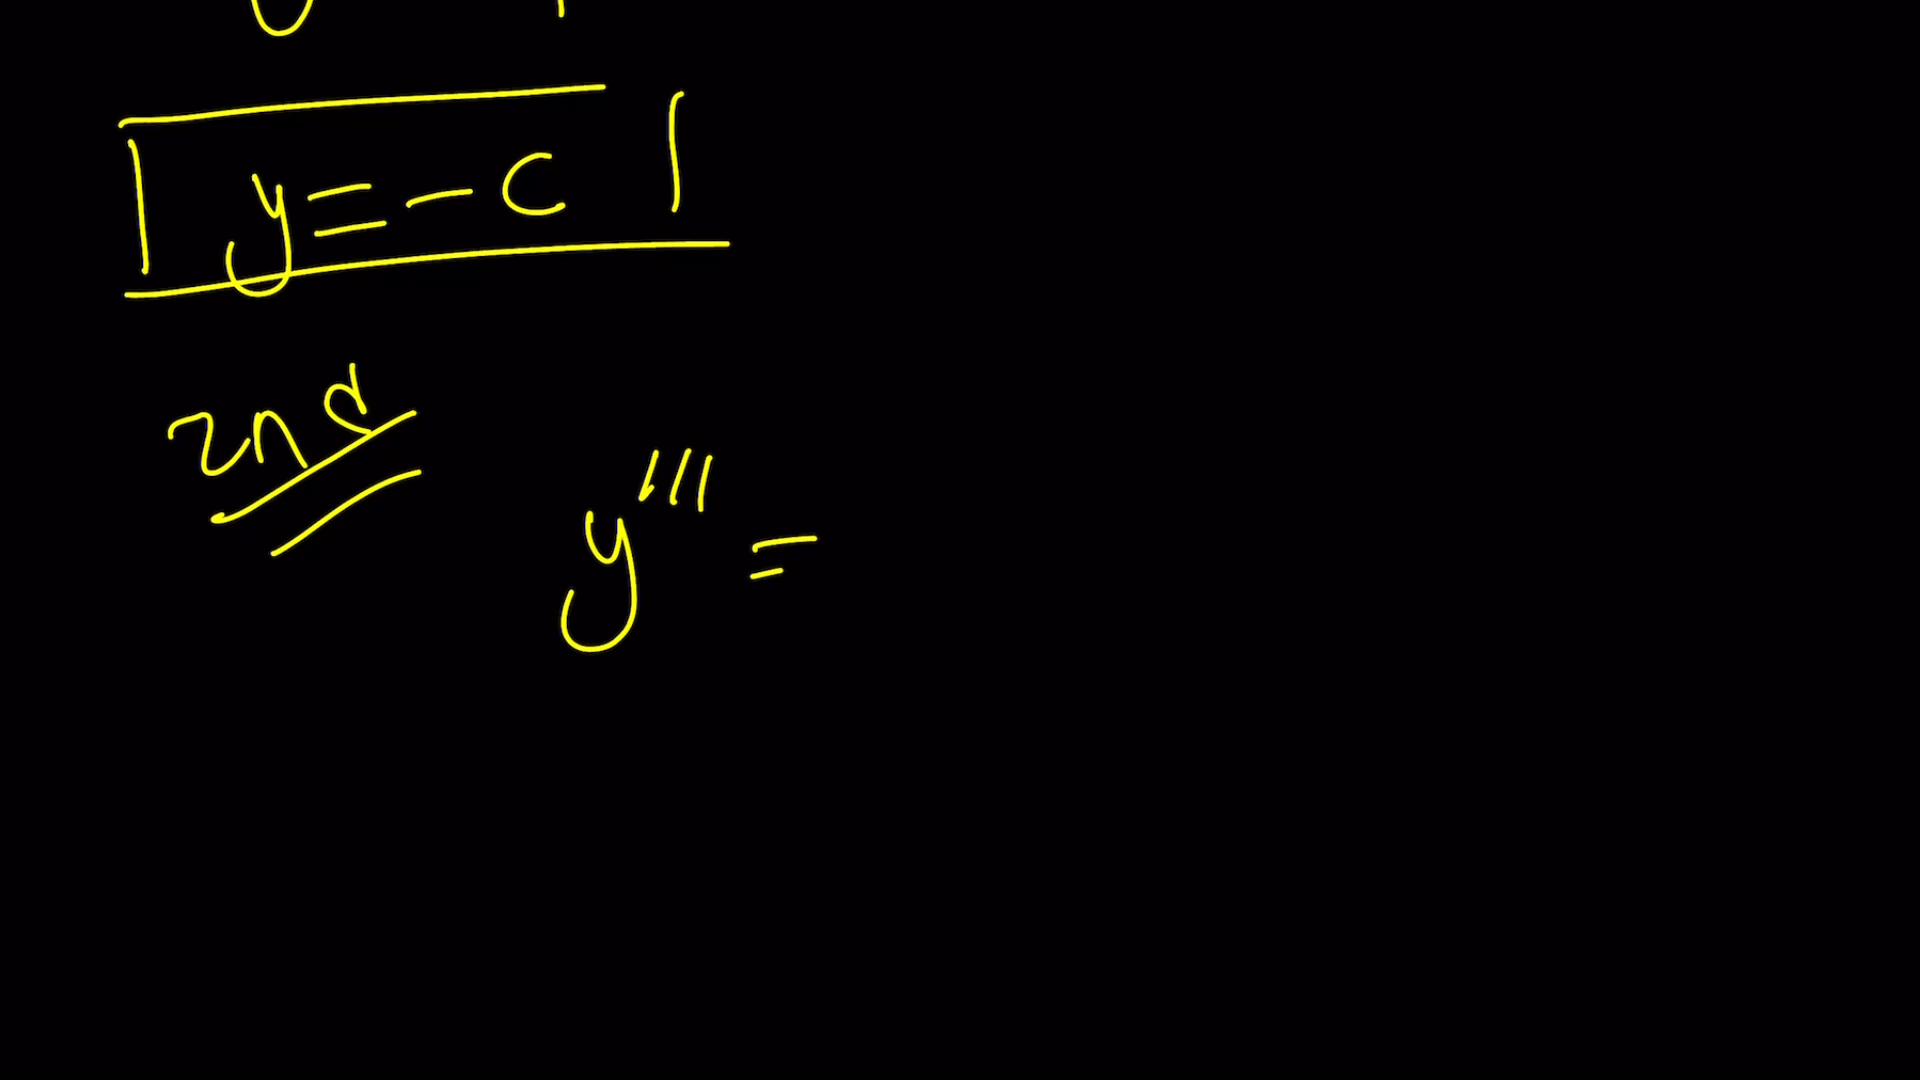 y = - c
2nd
y''' =